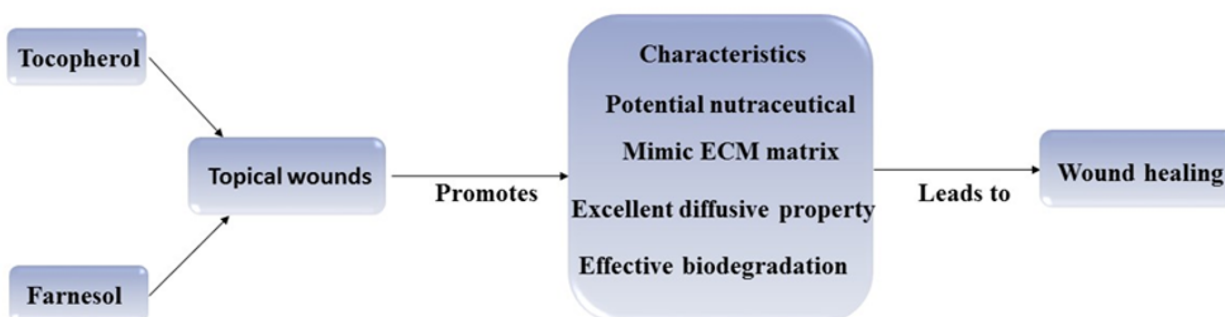 Tocopherol
Farnesol
Topical wounds
Promotes
Characteristics
Potential nutraceutical
Mimic ECM matrix
Excellent diffusive property
Effective biodegradation
Leads to
Wound healing